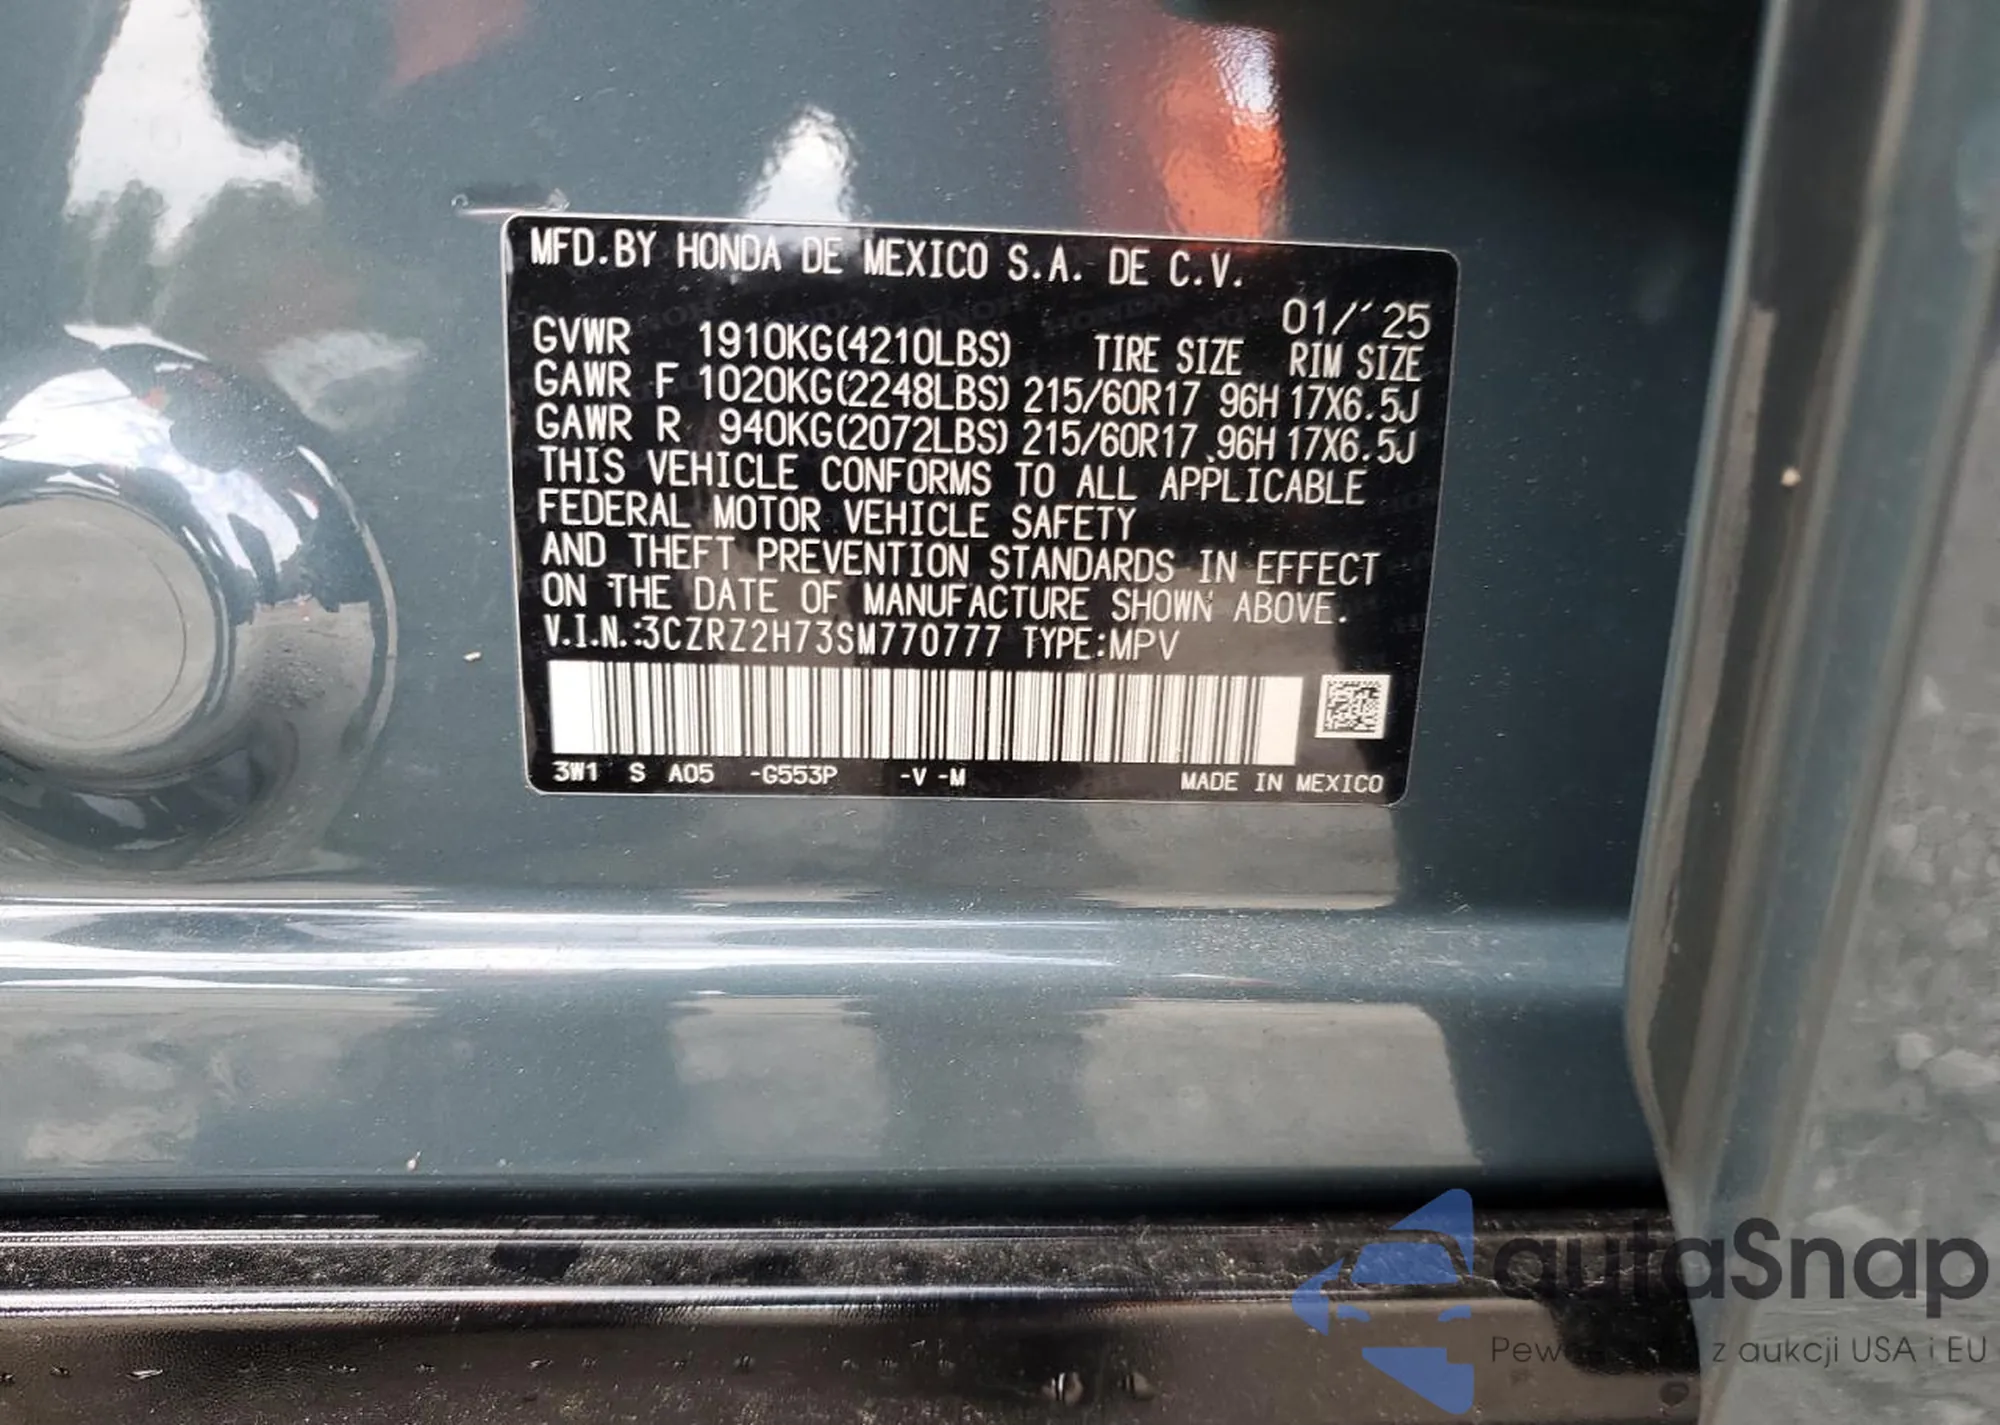 MFD.BY HONDA DE MEXICO S.A. DE C.V.
01/´25
GVWR 1910KG(4210LBS) TIRE SIZE RIM SIZE
GAWR F 1020KG(2248LBS) 215/60R17 96H 17X6.5J
GAWR R 940KG(2072LBS) 215/60R17 96H 17X6.5J
THIS VEHICLE CONFORMS TO ALL APPLICABLE
FEDERAL MOTOR VEHICLE SAFETY
AND THEFT PREVENTION STANDARDS IN EFFECT
ON THE DATE OF MANUFACTURE SHOWN ABOVE.
V.I.N.:3CZRZ2H73SM770777 TYPE:MPV
3W1 S A05 -G553P -V -M MADE IN MEXICO
autaSnap
z aukcji USA i EU